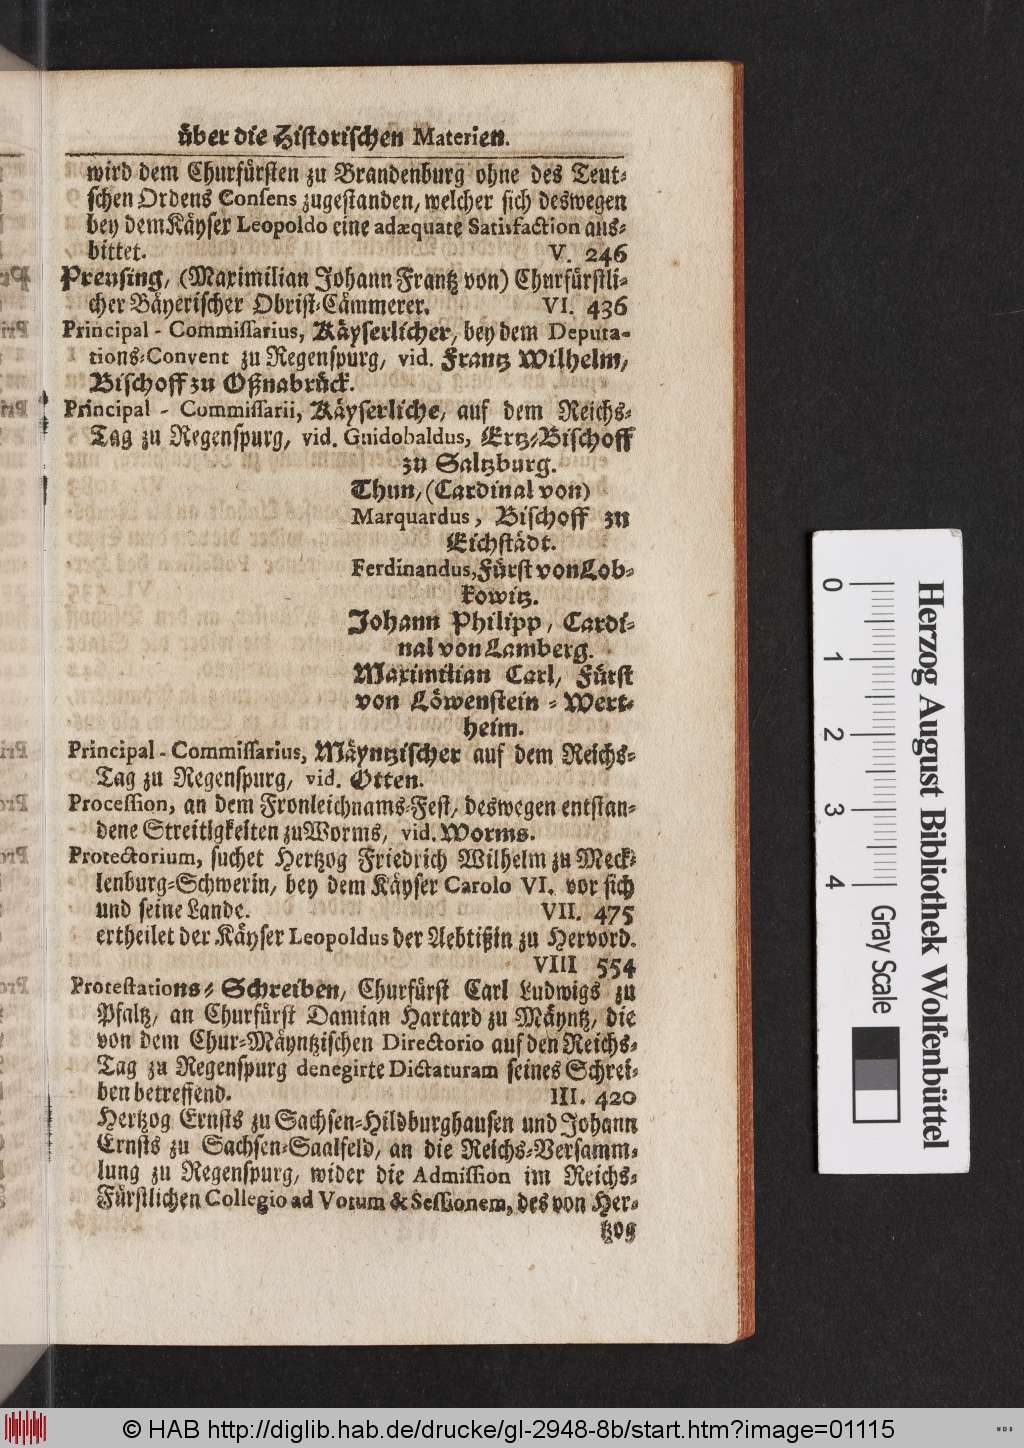 über die Historischen Materien.
wird dem Churfürsten zu Brandenburg ohne des Teut-
schen Ordens Consens zugestanden, welcher sich deswegen
bey dem Käyser Leopoldo eine adæquate Satisfaction aus-
bittet. V. 246
Preusing, (Maximilian Johann Frantz von) Churfürstli-
cher Bäyerischer Obrist-Cämmerer. VI. 436
Principal-Commissarius, Käyserlicher, bey dem Deputa-
tions-Convent zu Regenspurg, vid. Frantz Wilhelm,
Bischoff zu Oßnabrück.
Principal-Commissarii, Käyserliche, auf dem Reichs-
Tag zu Regenspurg, vid. Guidobaldus, Ertz-Bischoff
zu Saltzburg.
Thun, (Cardinal von)
Marquardus, Bischoff zu
Eichstädt.
Ferdinandus, Fürst von Lob-
kowitz.
Johann Philipp, Cardi-
nal von Lamberg.
Maximilian Carl, Fürst
von Löwenstein-Wert-
heim.
Principal-Commissarius, Mäyntzischer auf dem Reichs-
Tag zu Regenspurg, vid. Otten.
Procession, an dem Fronleichnams-Fest, deswegen entstan-
dene Streitigkeiten zu Worms, vid. Worms.
Protectorium, suchet Hertzog Friedrich Wilhelm zu Meck-
lenburg-Schwerin, bey dem Käyser Carolo VI. vor sich
und seine Lande. VII. 475
ertheilet der Käyser Leopoldus der Aebtißin zu Hervord.
VIII 554
Protestations-Schreiben, Churfürst Carl Ludwigs zu
Pfaltz, an Churfürst Damian Hartard zu Mäyntz, die
von dem Chur-Mäyntzischen Directorio auf den Reichs-
Tag zu Regenspurg denegirte Dictaturam seines Schrei-
ben betreffend. III. 420
Hertzog Ernsts zu Sachsen-Hildburghausen und Johann
Ernsts zu Sachsen-Saalfeld, an die Reichs-Versamm-
lung zu Regenspurg, wider die Admission im Reichs-
Fürstlichen Collegio ad Votum & Sessionem, des von Her-
tzog
Herzog August Bibliothek Wolfenbüttel
0 1 2 3 4 Gray Scale
© HAB http://diglib.hab.de/drucke/gl-2948-8b/start.htm?image=01115